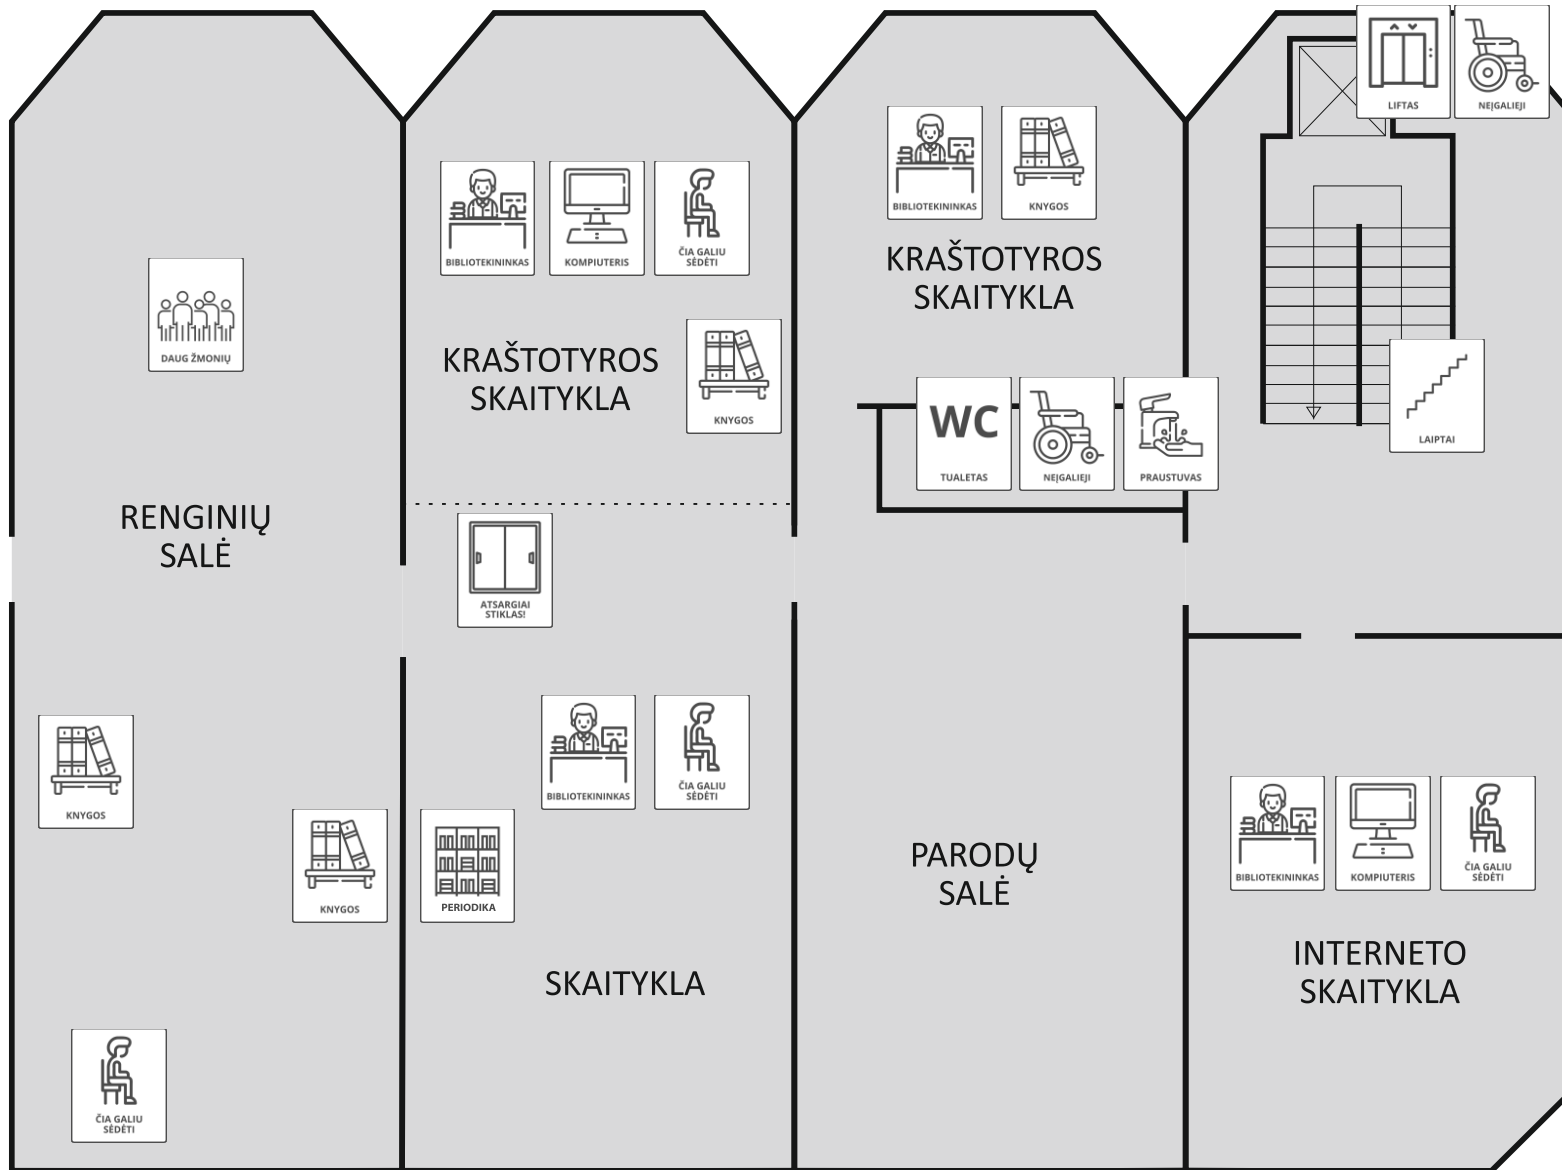 LIFTAS
NEĮGALIEJI
BIBLIOTEKININKAS
KNYGOS
KRAŠTOTYROS
SKAITYKLA
BIBLIOTEKININKAS
KOMPIUTERIS
ČIA GALIU
SĖDĖTI
DAUG ŽMONIŲ
KRAŠTOTYROS
SKAITYKLA
KNYGOS
WC
TUALETAS
NEĮGALIEJI
PRAUSTUVAS
LAIPTAI
RENGINIŲ
SALĖ
ATSARGIAI
STIKLAS!
KNYGOS
KNYGOS
BIBLIOTEKININKAS
ČIA GALIU
SĖDĖTI
PERIODIKA
SKAITYKLA
PARODŲ
SALĖ
BIBLIOTEKININKAS
KOMPIUTERIS
ČIA GALIU
SĖDĖTI
INTERNETO
SKAITYKLA
ČIA GALIU
SĖDĖTI